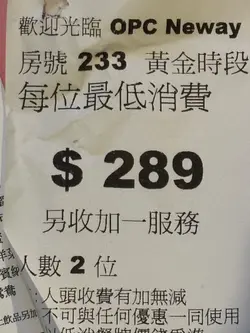 歡迎光臨 OPC Neway
房號 233 黃金時段
每位最低消費
$ 289
另收加一服務
人數 2 位
：人頭收費有加無減
不可與任何優惠一同使用